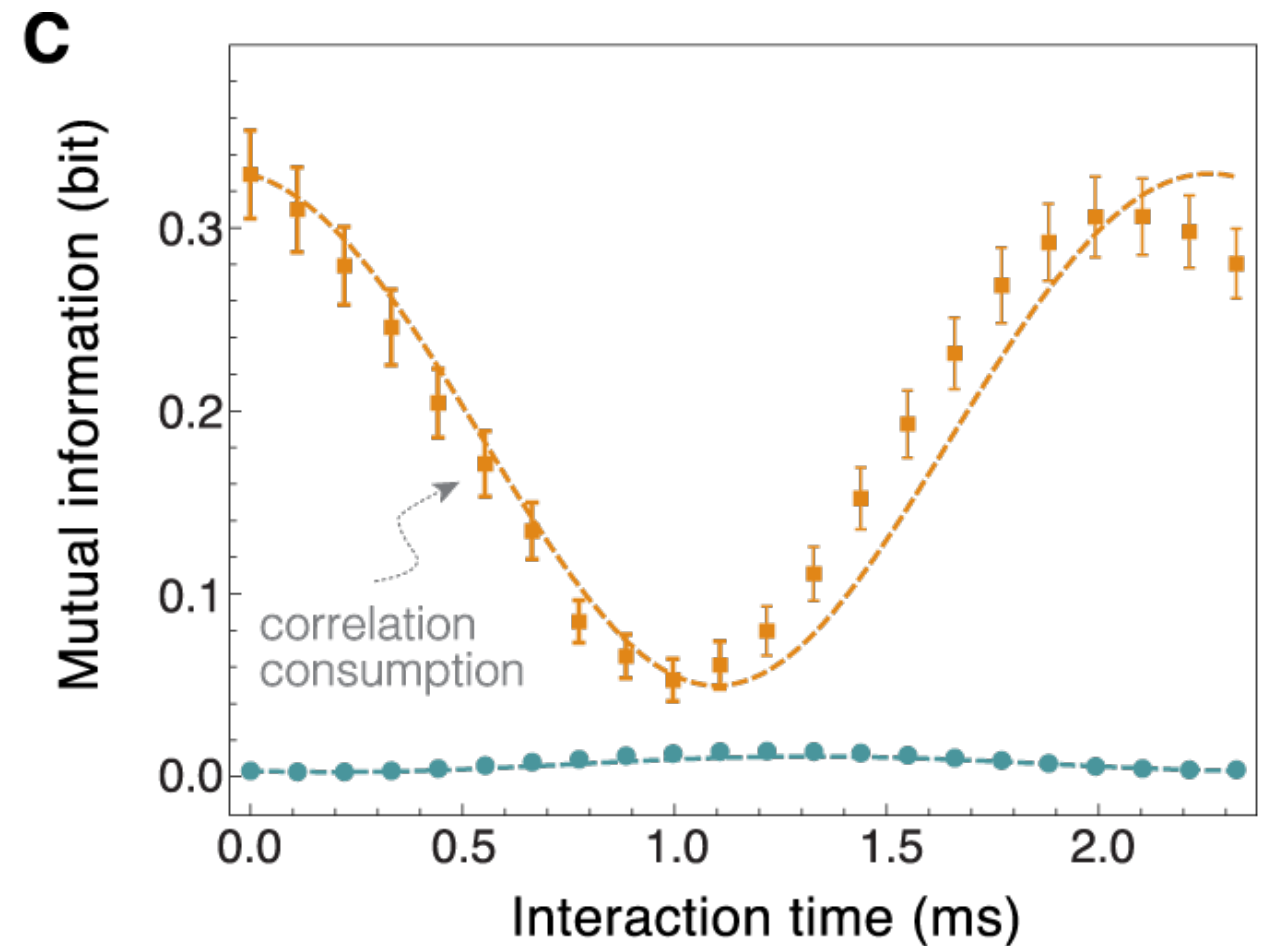 C
Mutual information (bit)
0.3
0.2
0.1
0.0
correlation
consumption
0.0 0.5 1.0 1.5 2.0
Interaction time (ms)